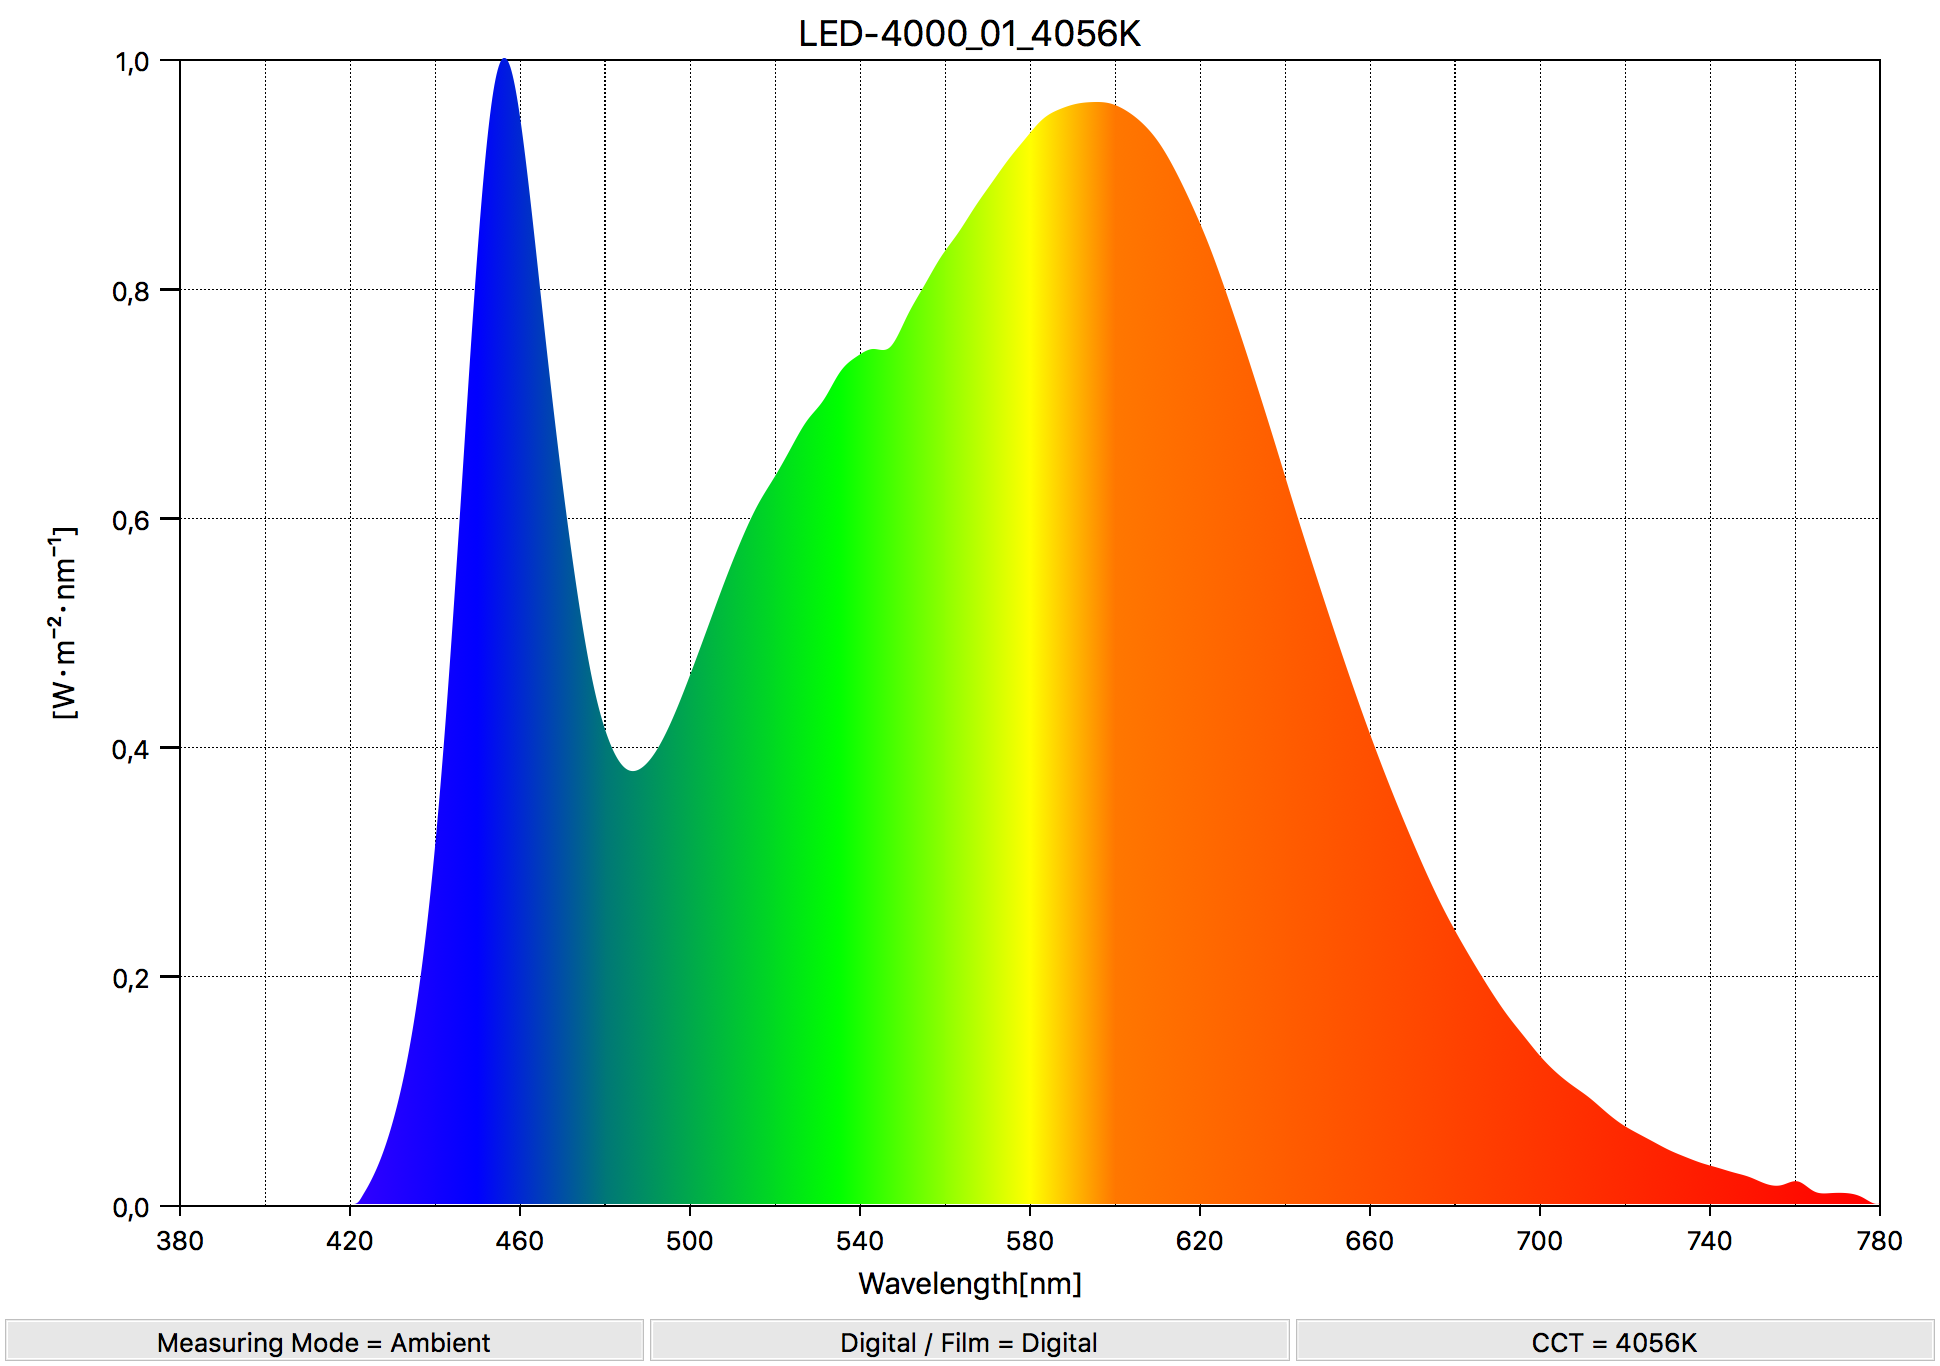 LED-4000_01_4056K
1,0
0,8
0,6
0,4
0,2
0,0
[W·m⁻²·nm⁻¹]
380 420 460 500 540 580 620 660 700 740 780
Wavelength[nm]
Measuring Mode = Ambient
Digital / Film = Digital
CCT = 4056K